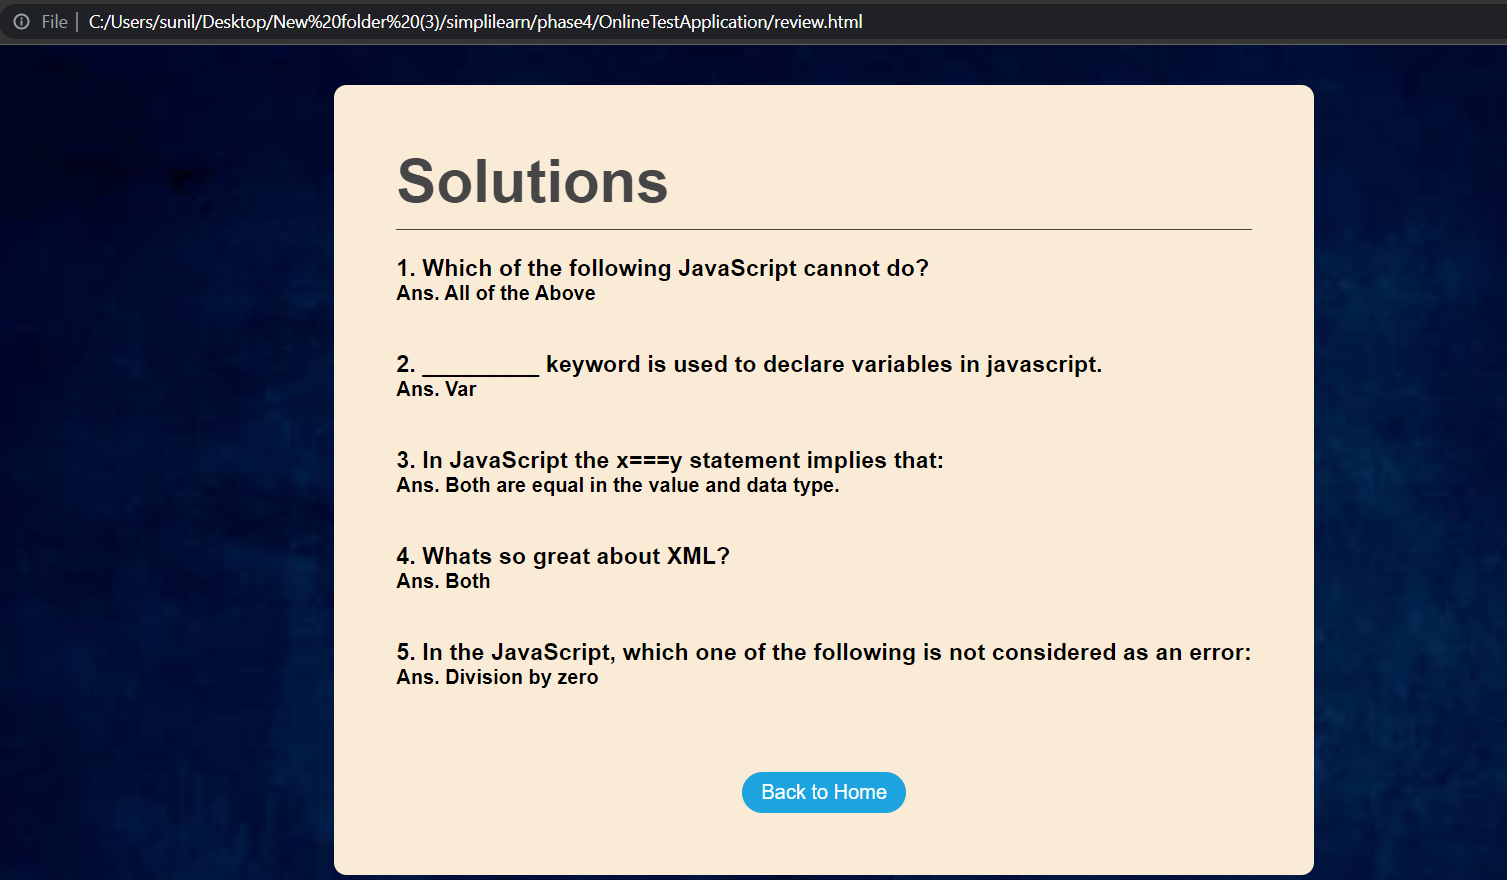 File | C:/Users/sunil/Desktop/New%20folder%20(3)/simplilearn/phase4/OnlineTestApplication/review.html
Solutions
1. Which of the following JavaScript cannot do?
Ans. All of the Above
2. _________ keyword is used to declare variables in javascript.
Ans. Var
3. In JavaScript the x===y statement implies that:
Ans. Both are equal in the value and data type.
4. Whats so great about XML?
Ans. Both
5. In the JavaScript, which one of the following is not considered as an error:
Ans. Division by zero
Back to Home